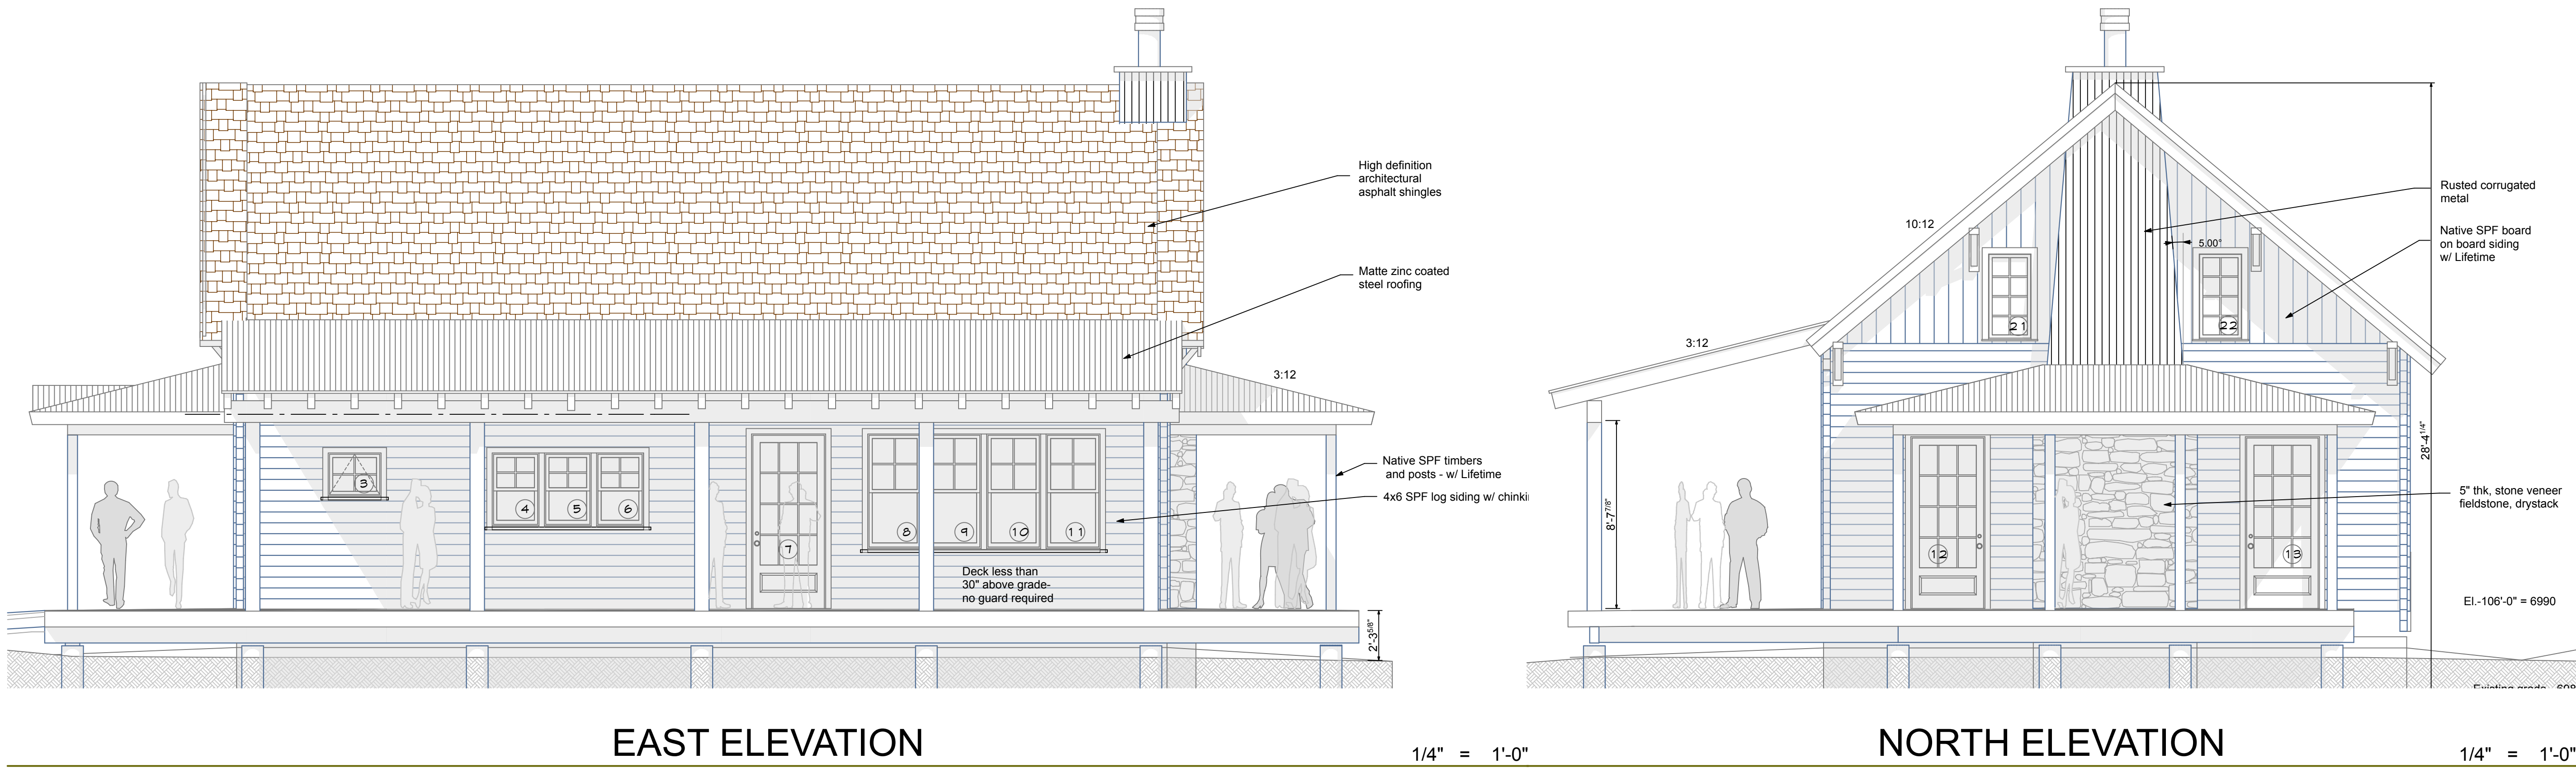 High definition
architectural
asphalt shingles
Matte zinc coated
steel roofing
3:12
Native SPF timbers
and posts - w/ Lifetime
4x6 SPF log siding w/ chinki
3
4
5
6
7
8
9
10
11
Deck less than
30" above grade-
no guard required
2'-3 5/8"
EAST ELEVATION
1/4" = 1'-0"
10:12
3:12
5.00°
21
22
Rusted corrugated
metal
Native SPF board
on board siding
w/ Lifetime
28'-4 1/4"
8'-7 7/8"
12
13
5" thk, stone veneer
fieldstone, drystack
El.-106'-0" = 6990
Existing grade
NORTH ELEVATION
1/4" = 1'-0"